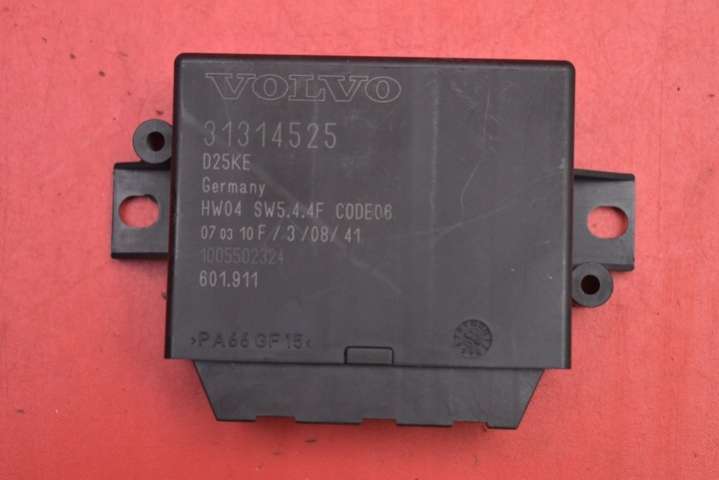 VOLVO
31314525
D25KE
Germany
HW04 SW5.4.4F CODE06
07 03 10 F / 3 /08/ 41
1005502324
601.911
>PA66 GF15<